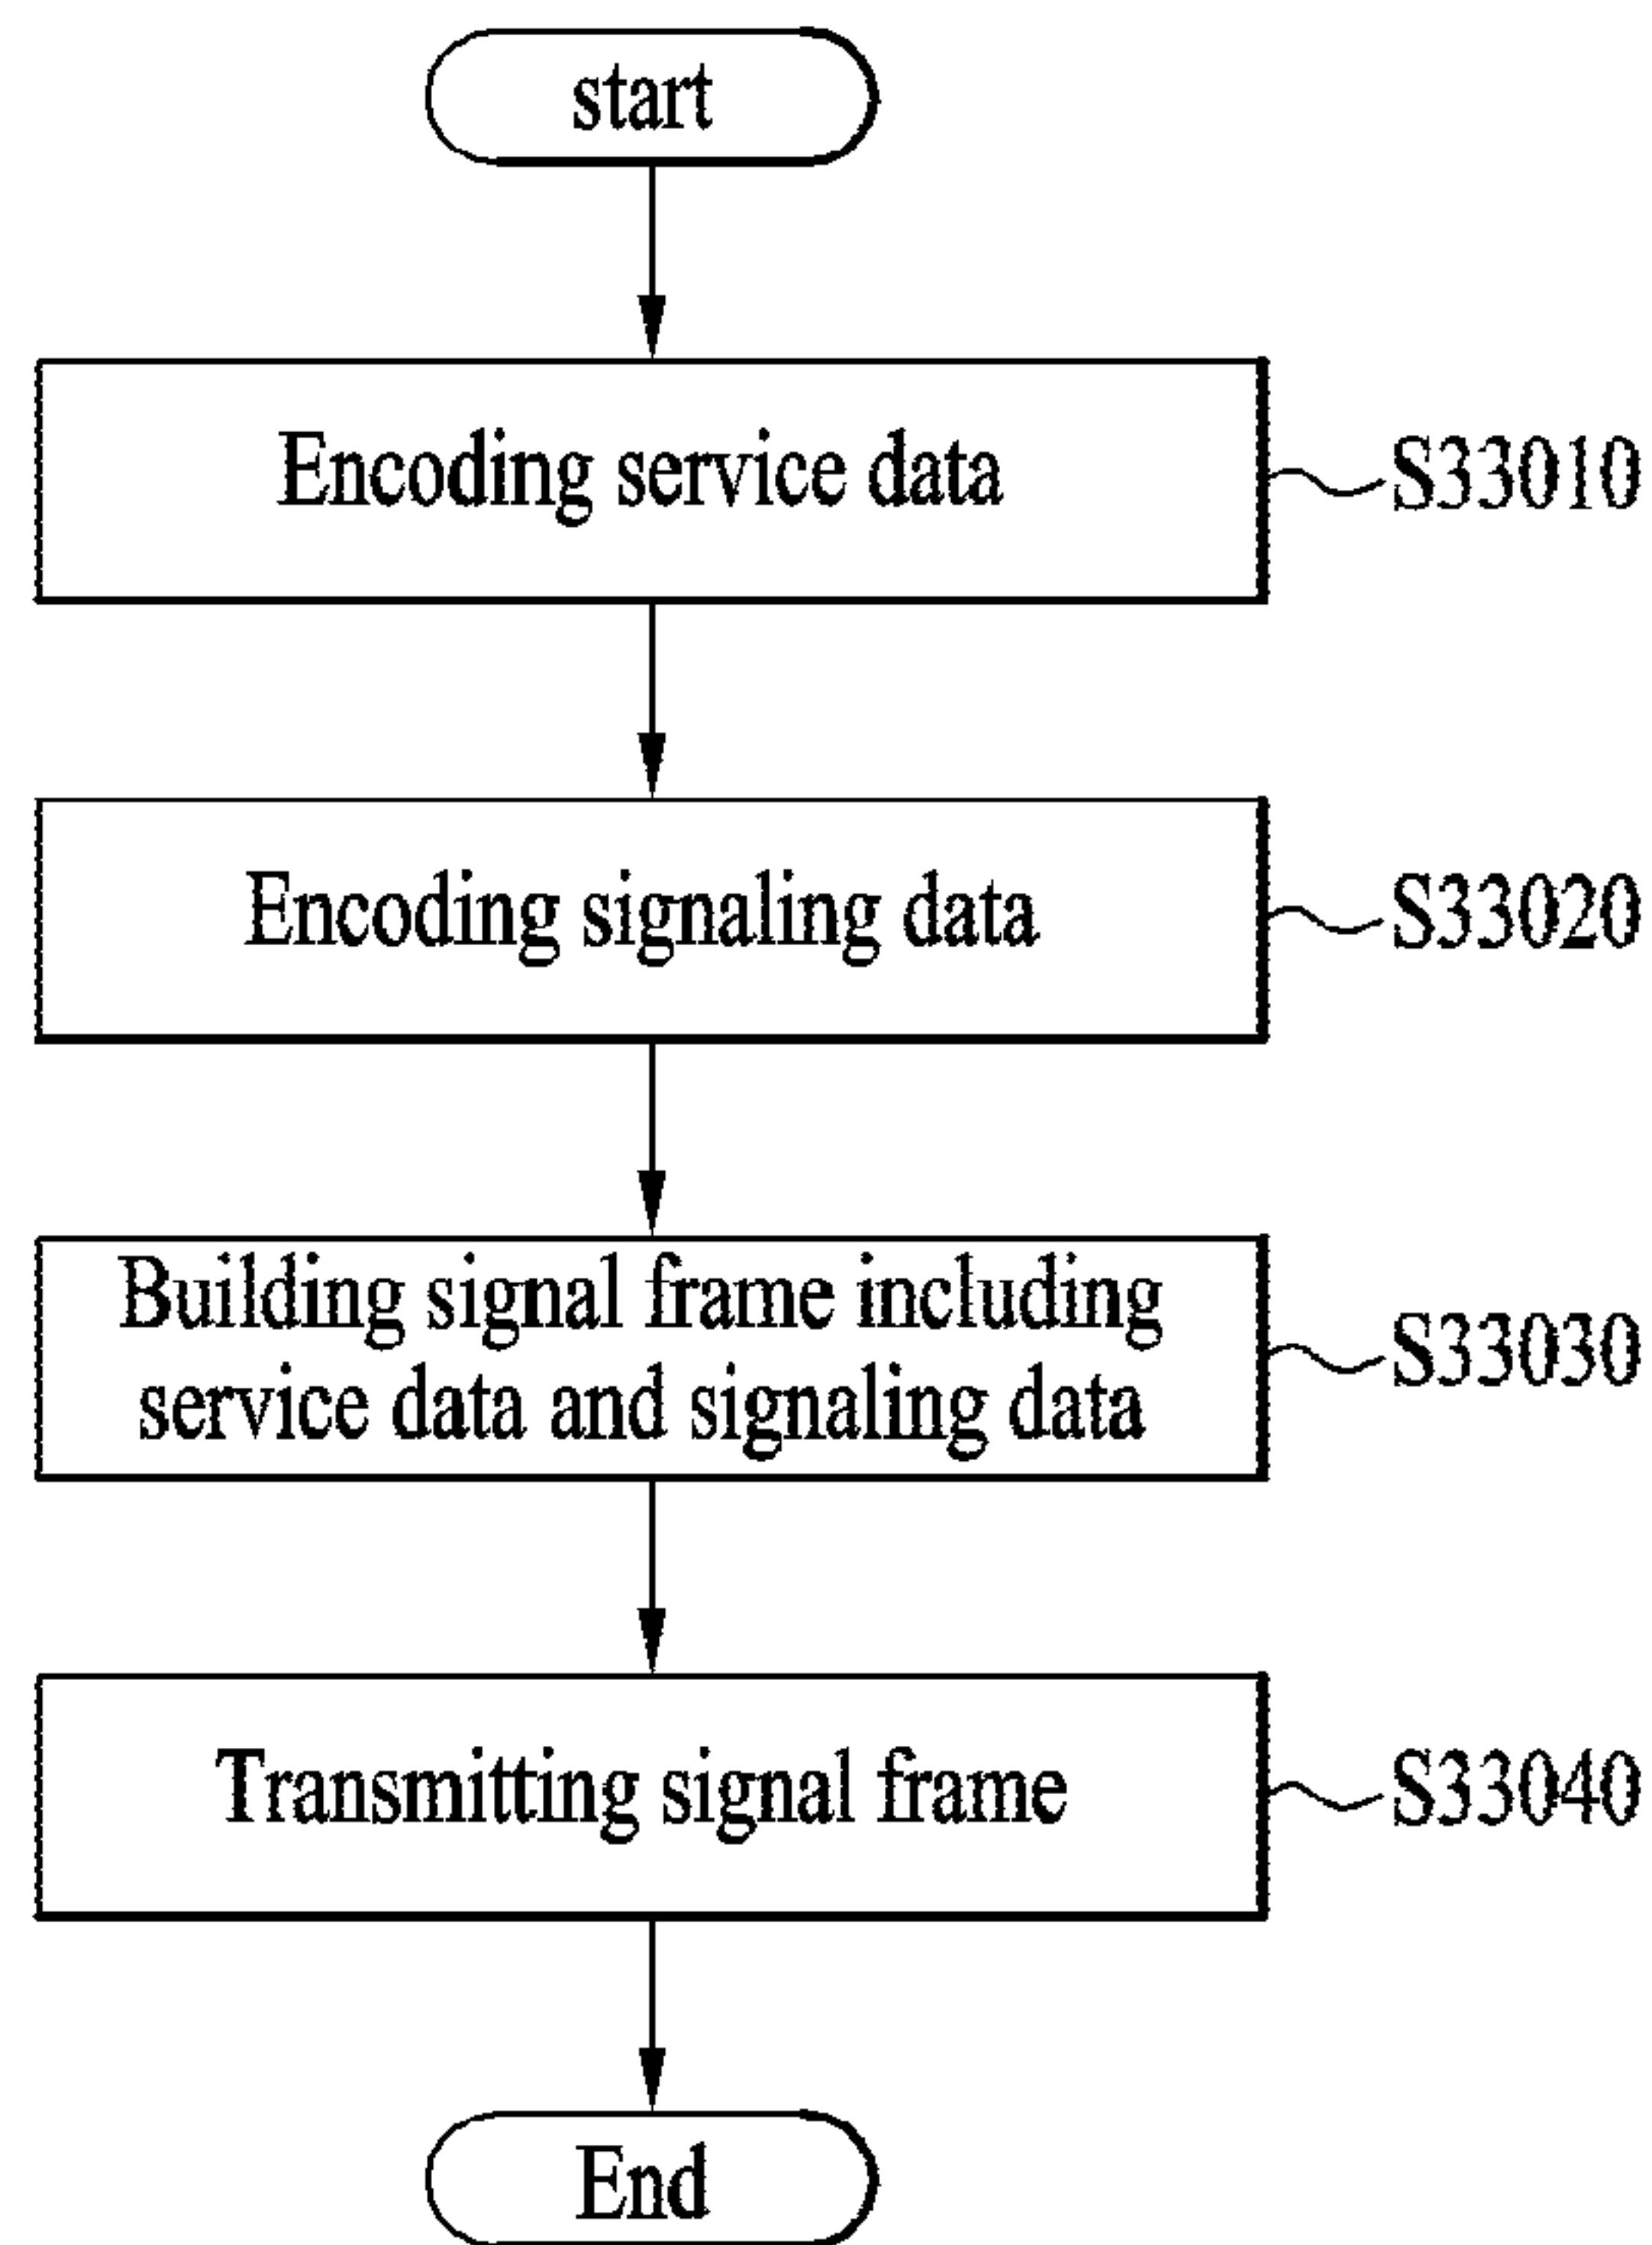 start
Encoding service data
S33010
Encoding signaling data
S33020
Building signal frame including
service data and signaling data
S33030
Transmitting signal frame
S33040
End